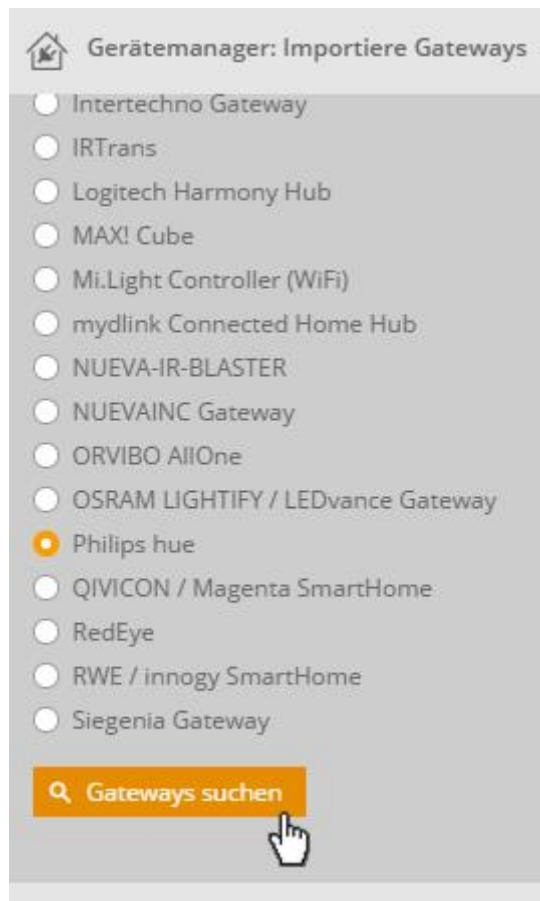 Gerätemanager: Importiere Gateways
Intertechno Gateway
IRTrans
Logitech Harmony Hub
MAX! Cube
Mi.Light Controller (WiFi)
mydlink Connected Home Hub
NUEVA-IR-BLASTER
NUEVAINC Gateway
ORVIBO AllOne
OSRAM LIGHTIFY / LEDvance Gateway
Philips hue
QIVICON / Magenta SmartHome
RedEye
RWE / innogy SmartHome
Siegenia Gateway
Gateways suchen